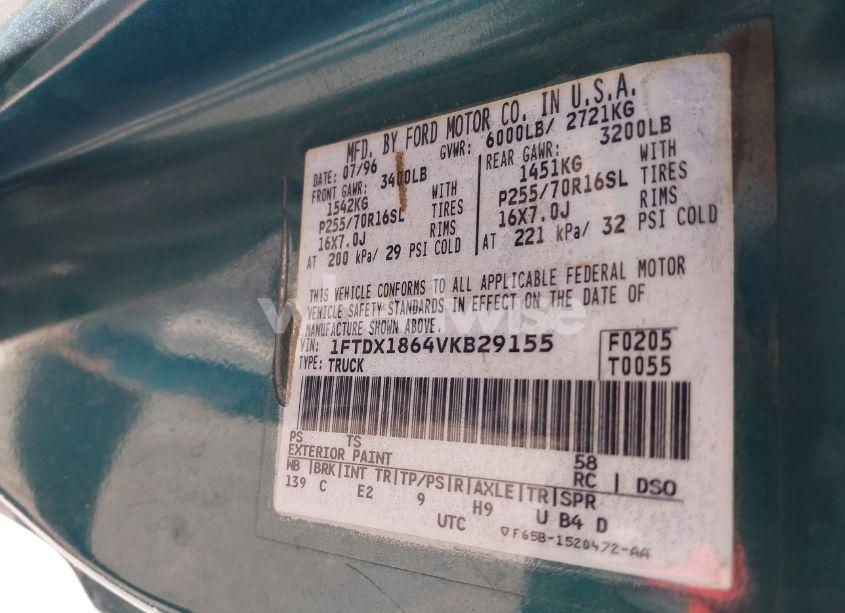 MFD. BY FORD MOTOR CO. IN U.S.A.
DATE: 07/96 GVWR: 6000LB/ 2721KG
FRONT GAWR: 3400LB REAR GAWR: 3200LB
1542KG WITH 1451KG WITH
P255/70R16SL TIRES P255/70R16SL TIRES
16X7.0J RIMS 16X7.0J RIMS
AT 200 kPa/ 29 PSI COLD AT 221 kPa/ 32 PSI COLD
THIS VEHICLE CONFORMS TO ALL APPLICABLE FEDERAL MOTOR
VEHICLE SAFETY STANDARDS IN EFFECT ON THE DATE OF
MANUFACTURE SHOWN ABOVE.
VIN: 1FTDX1864VKB29155 F0205
TYPE: TRUCK T0055
PS TS
EXTERIOR PAINT 58
WB |BRK|INT TR|TP/PS|R|AXLE|TR|SPR RC | DSO
139 C E2 9 H9 U B4 D
UTC ▽F65B-1520472-AA